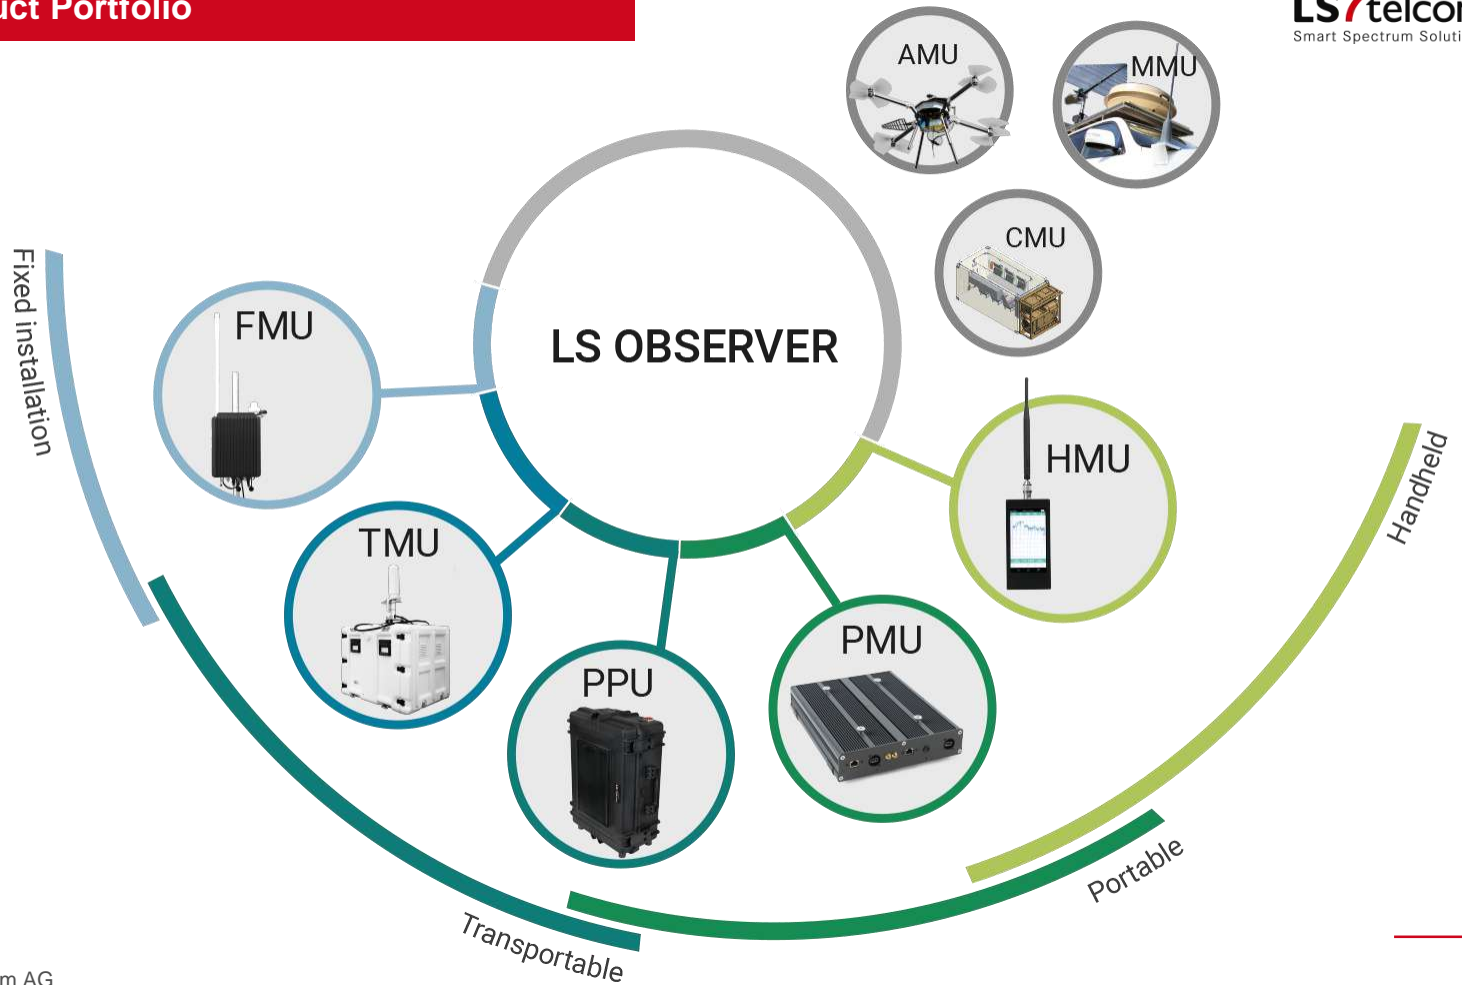 uct Portfolio
LS telcom
Smart Spectrum Soluti
AMU
MMU
CMU
Fixed installation
FMU
LS OBSERVER
HMU
Handheld
TMU
PMU
PPU
Portable
Transportable
m AG